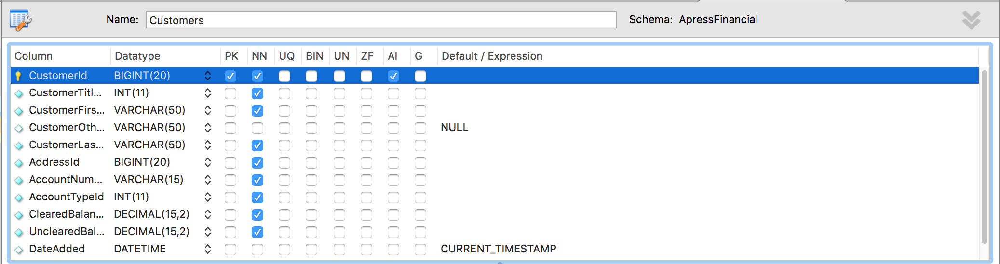 Name: Customers Schema: ApressFinancial
Column Datatype PK NN UQ BIN UN ZF AI G Default / Expression
CustomerId BIGINT(20)
CustomerTitl... INT(11)
CustomerFirs... VARCHAR(50)
CustomerOth... VARCHAR(50) NULL
CustomerLas... VARCHAR(50)
AddressId BIGINT(20)
AccountNum... VARCHAR(15)
AccountTypeId INT(11)
ClearedBalan... DECIMAL(15,2)
UnclearedBal... DECIMAL(15,2)
DateAdded DATETIME CURRENT_TIMESTAMP